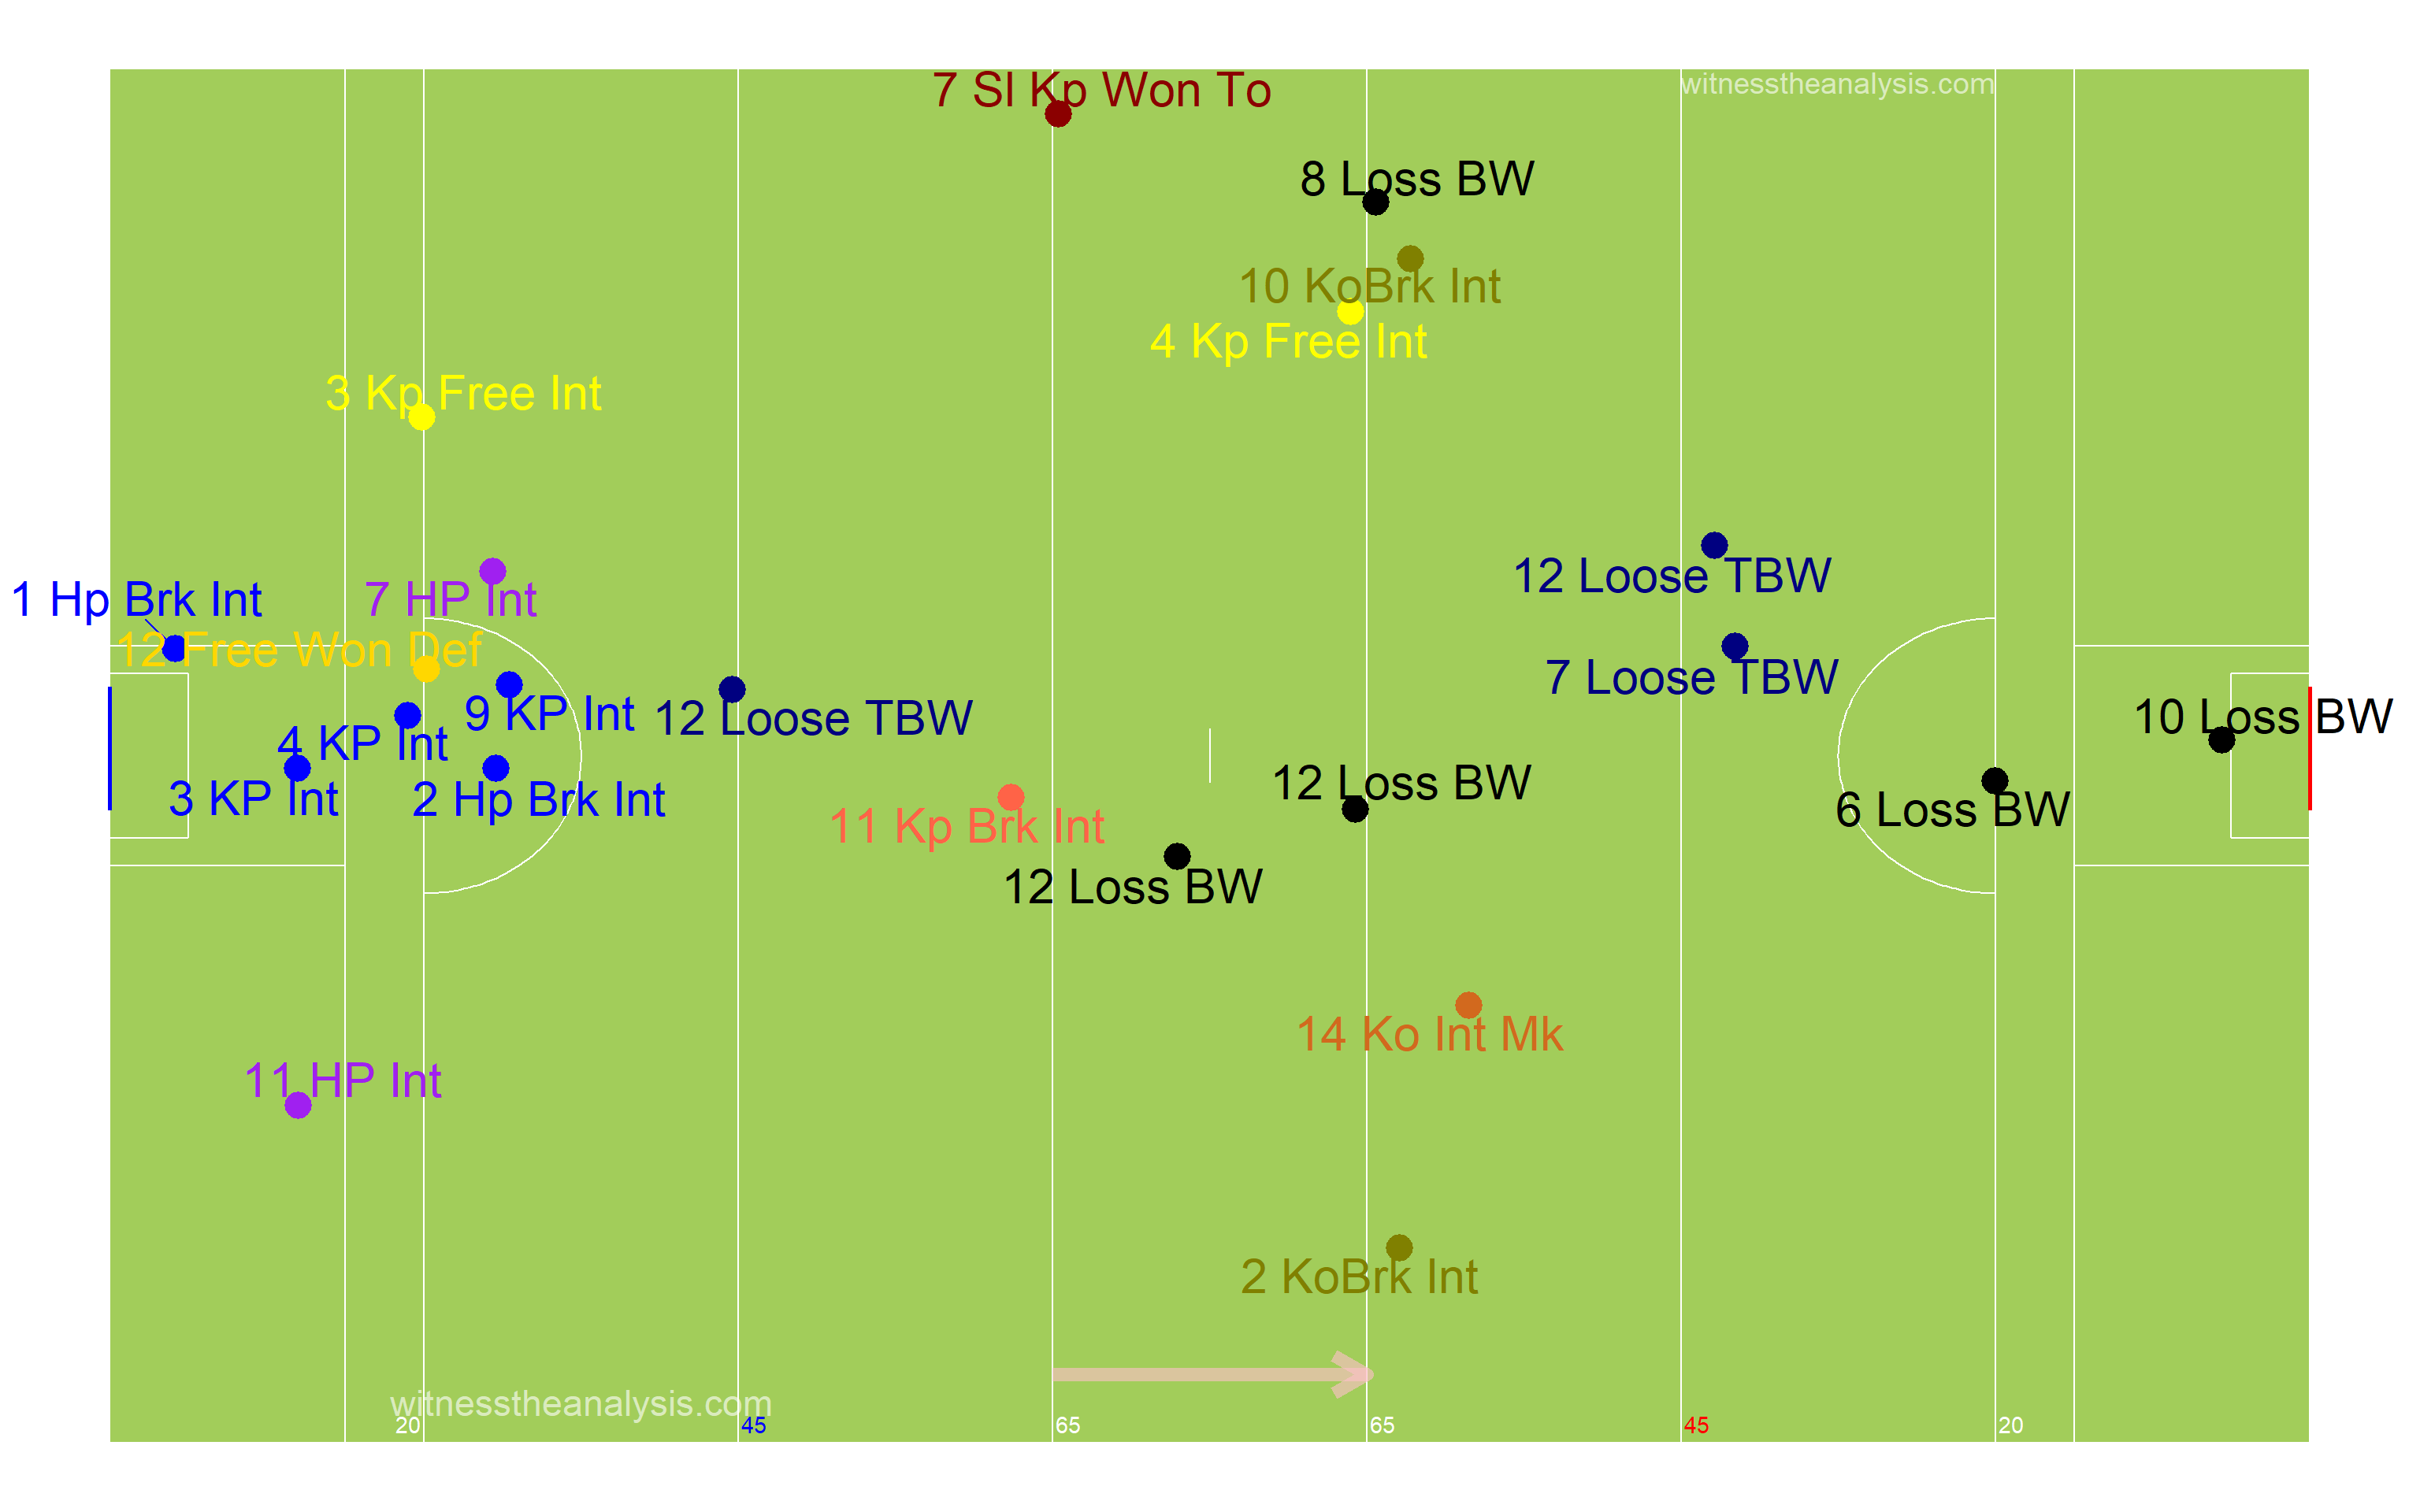 7 Sl Kp Won To
witnesstheanalysis.com
8 Loss BW
10 KoBrk Int
4 Kp Free Int
3 Kp Free Int
12 Loose TBW
1 Hp Brk Int
7 HP Int
12 Free Won Def
7 Loose TBW
9 KP Int
12 Loose TBW
10 Loss BW
4 KP Int
3 KP Int
2 Hp Brk Int
12 Loss BW
6 Loss BW
11 Kp Brk Int
12 Loss BW
14 Ko Int Mk
11 HP Int
2 KoBrk Int
witnesstheanalysis.com
20 45 65 65 45 20